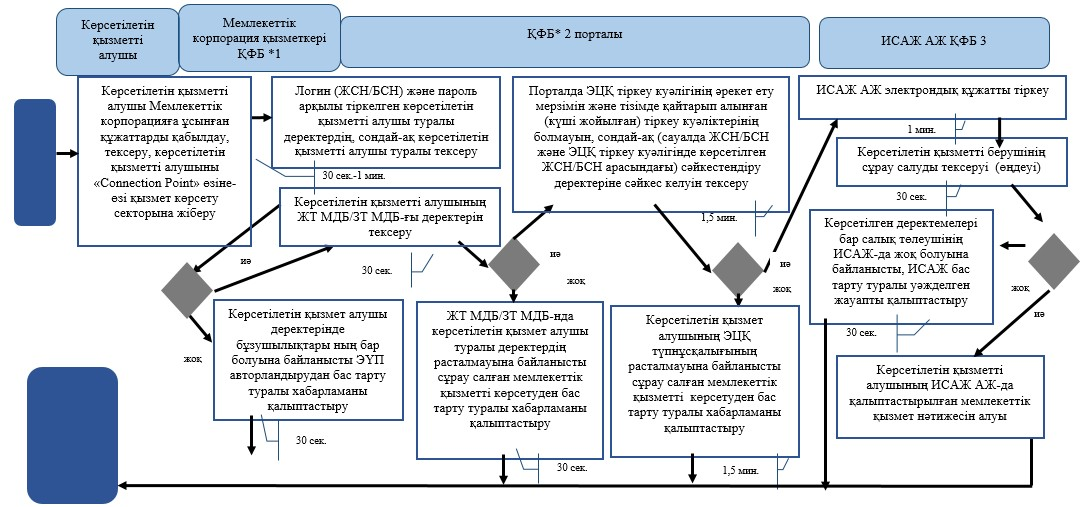 Көрсетілетін
қызметті
алушы
Мемлекеттік
корпорация қызметкері
ҚФБ *1
ҚФБ* 2 порталы
ИСАЖ АЖ ҚФБ 3
Көрсетілетін қызметті
алушы Мемлекеттік
корпорацияға ұсынған
құжаттарды қабылдау,
тексеру, көрсетілетін
қызметті алушыны
«Connection Point» өзіне-
өзі қызмет көрсету
секторына жіберу
Логин (ЖСН/БСН) және пароль
арқылы тіркелген көрсетілетін
қызметті алушы туралы
деректердің, сондай-ақ көрсетілетін
қызметті алушы туралы тексеру
30 сек.-1 мин.
Көрсетілетін қызметті алушының
ЖТ МДБ/ЗТ МДБ-ғы деректерін
тексеру
30 сек.
Порталда ЭЦҚ тіркеу куәлігінің әрекет ету
мерзімін және тізімде қайтарып алынған
(күші жойылған) тіркеу куәліктерінің
болмауын, сондай-ақ (сауалда ЖСН/БСН
және ЭЦҚ тіркеу куәлігінде көрсетілген
ЖСН/БСН арасындағы) сәйкестендіру
деректеріне сәйкес келуін тексеру
1,5 мин.
ИСАЖ АЖ электрондық құжатты тіркеу
1 мин.
Көрсетілетін қызметті берушінің
сұрау салуды тексеруі (өңдеуі)
30 сек.
Көрсетілген деректемелері
бар салық төлеушінің
ИСАЖ-да жоқ болуына
байланысты, ИСАЖ бас
тарту туралы уәжделген
жауапты қалыптастыру
30 сек.
иә
жоқ
иә
жоқ
иә
жоқ
жоқ
иә
Көрсетілетін қызмет алушы
деректерінде
бұзушылықтары ның бар
болуына байланысты ЭҮП
авторландырудан бас тарту
туралы хабарламаны
қалыптастыру
30 сек.
ЖТ МДБ/ЗТ МДБ-нда
көрсетілетін қызмет алушы
туралы деректердің
расталмауына байланысты
сұрау салған мемлекеттік
қызметті көрсетуден бас
тарту туралы хабарламаны
қалыптастыру
30 сек.
Көрсетілетін қызмет
алушының ЭЦҚ
түпнұсқалығының
расталмауына байланысты
сұрау салған мемлекеттік
қызметті көрсетуден бас
тарту туралы хабарламаны
қалыптастыру
1,5 мин.
Көрсетілетін қызметті
алушының ИСАЖ АЖ-да
қалыптастырылған мемлекеттік
қызмет нәтижесін алуы